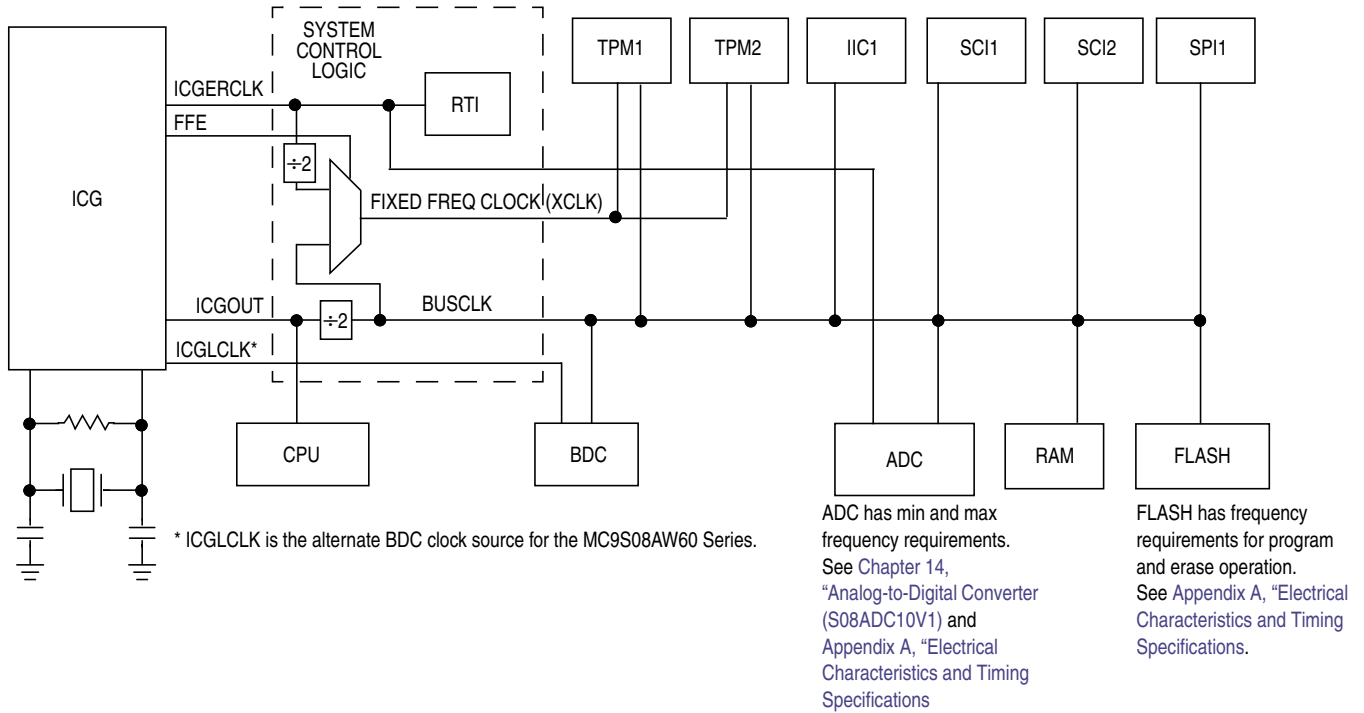 SYSTEM
CONTROL
LOGIC
TPM1
TPM2
IIC1
SCI1
SCI2
SPI1
ICGERCLK
RTI
FFE
÷2
ICG
FIXED FREQ CLOCK (XCLK)
ICGOUT
÷2
BUSCLK
ICGLCLK*
CPU
BDC
ADC
RAM
FLASH
* ICGLCLK is the alternate BDC clock source for the MC9S08AW60 Series.
ADC has min and max
frequency requirements.
See Chapter 14,
“Analog-to-Digital Converter
(S08ADC10V1) and
Appendix A, “Electrical
Characteristics and Timing
Specifications
FLASH has frequency
requirements for program
and erase operation.
See Appendix A, “Electrical
Characteristics and Timing
Specifications.